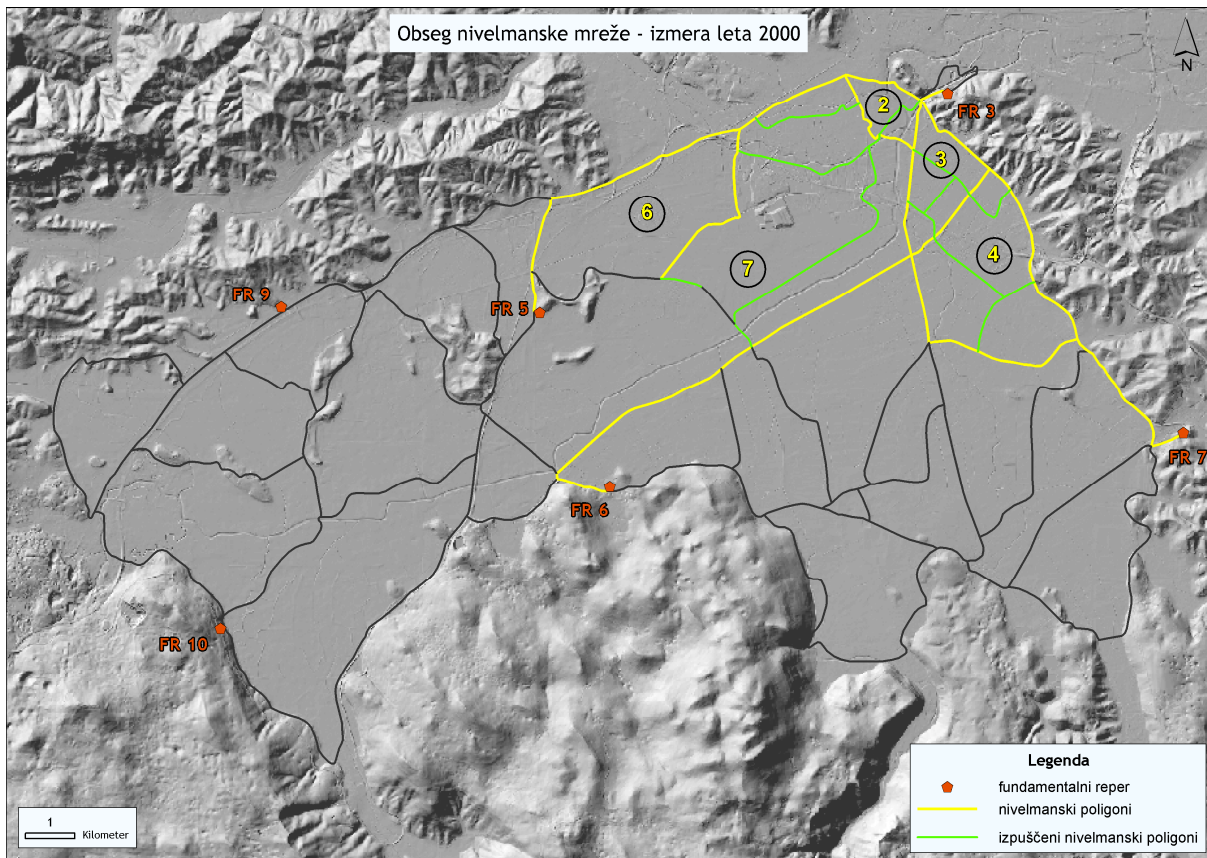 Obseg nivelmanske mreže - izmera leta 2000
N
2
FR 3
3
6
4
7
FR 9
FR 5
FR 7
FR 6
FR 10
Legenda
fundamentalni reper
nivelmanski poligoni
izpuščeni nivelmanski poligoni
1
Kilometer